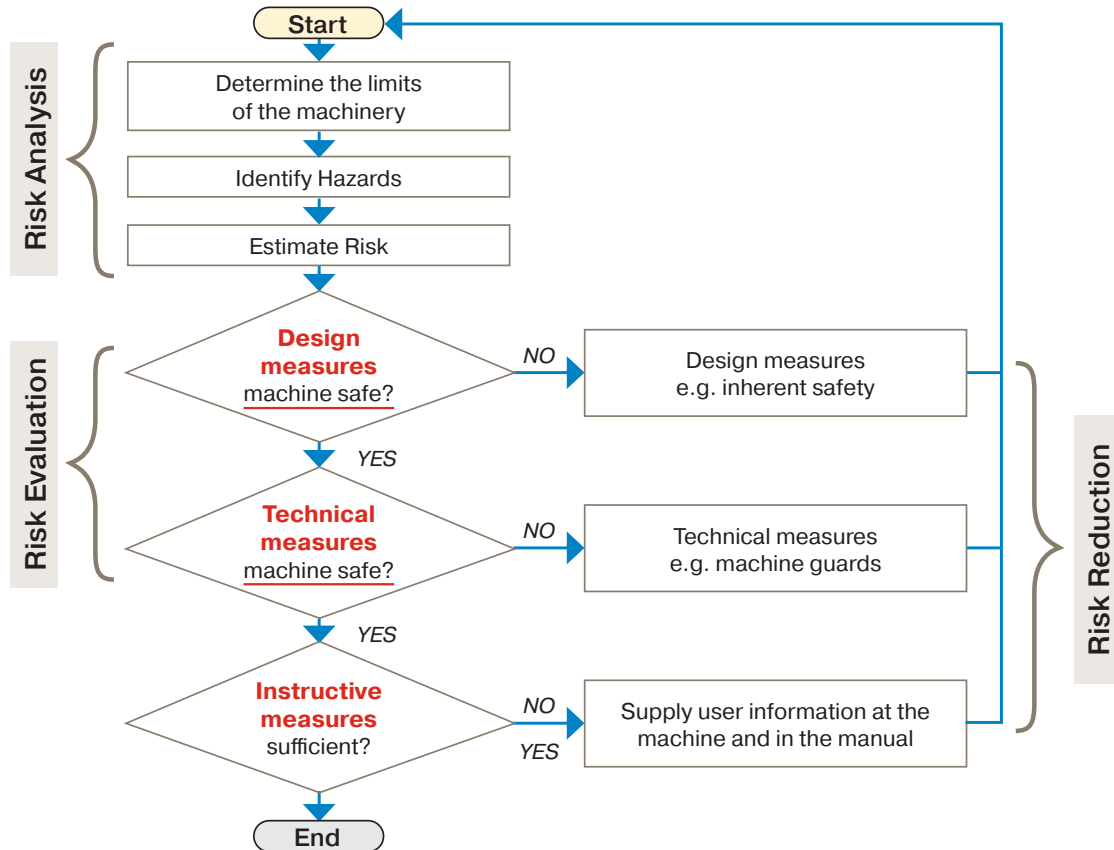 Start
Risk Analysis
Determine the limits
of the machinery
Identify Hazards
Estimate Risk
Risk Evaluation
Design
measures
machine safe?
NO
Design measures
e.g. inherent safety
YES
Technical
measures
machine safe?
NO
Technical measures
e.g. machine guards
Risk Reduction
YES
Instructive
measures
sufficient?
NO
YES
Supply user information at the
machine and in the manual
End